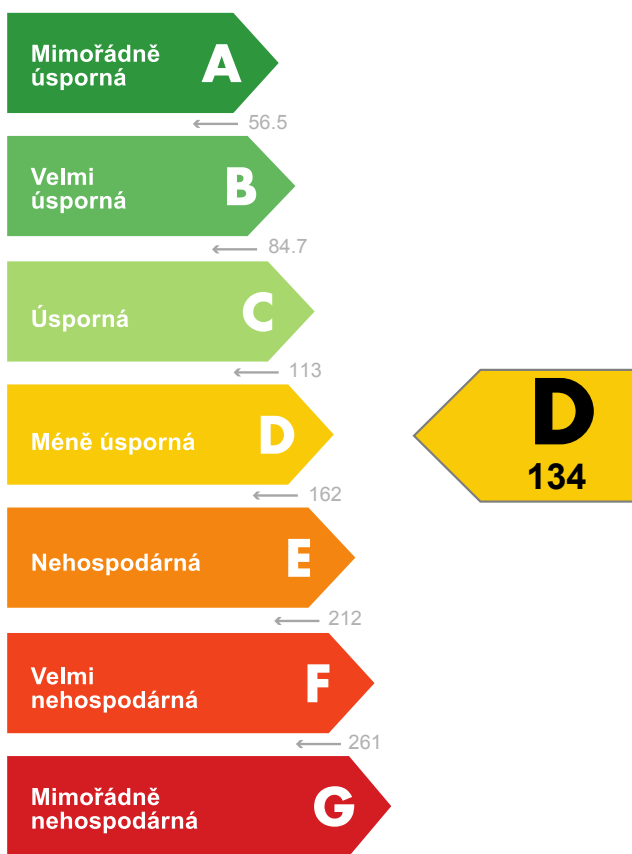 Mimořádně
úsporná
A
← 56.5
Velmi
úsporná
B
← 84.7
Úsporná
C
← 113
Méně úsporná
D
← 162
D
134
Nehospodárná
E
← 212
Velmi
nehospodárná
F
← 261
Mimořádně
nehospodárná
G